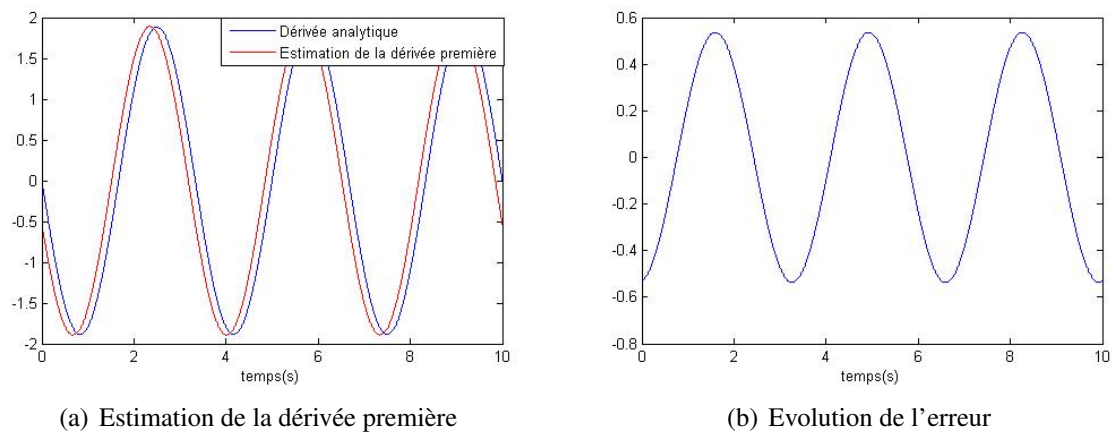 2
1.5
1
0.5
0
-0.5
-1
-1.5
-2
0 2 4 6 8 10
temps(s)
Dérivée analytique
Estimation de la dérivée première
(a) Estimation de la dérivée première
0.6
0.4
0.2
0
-0.2
-0.4
-0.6
-0.8
0 2 4 6 8 10
temps(s)
(b) Evolution de l'erreur